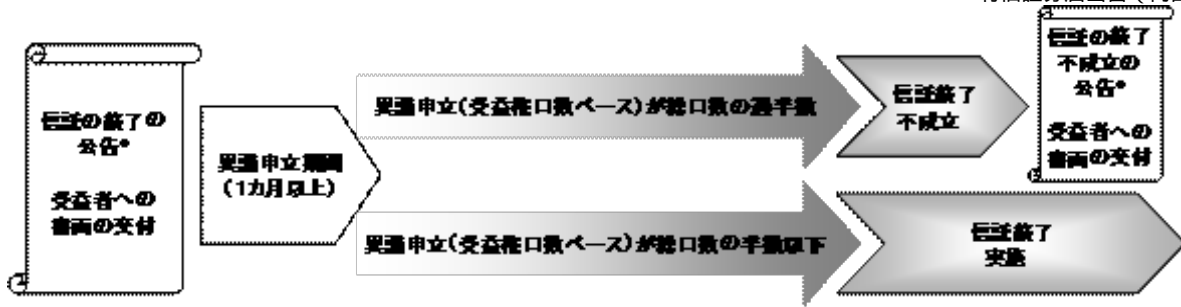 信託の終了の
公告*
受益者への
書面の交付
異議申立期間
(1カ月以上)
異議申立(受益権口数ベース)が総口数の過半数
信託終了
不成立
信託の終了
不成立の
公告*
受益者への
書面の交付
異議申立(受益権口数ベース)が総口数の半数以下
信託終了
実施